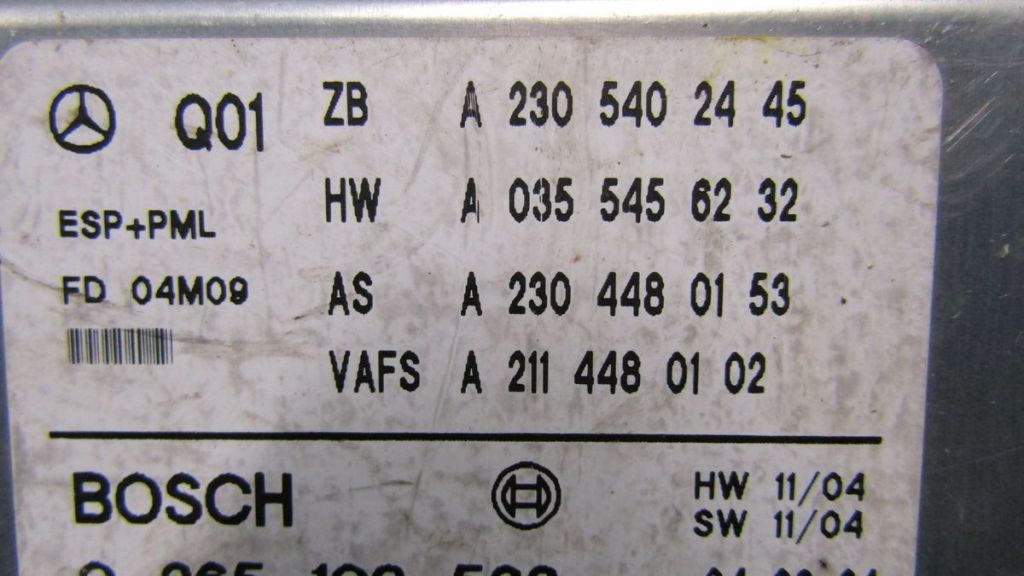 Q01 ZB A 230 540 24 45
HW A 035 545 62 32
ESP+PML
FD 04M09 AS A 230 448 01 53
VAFS A 211 448 01 02
BOSCH HW 11/04
SW 11/04